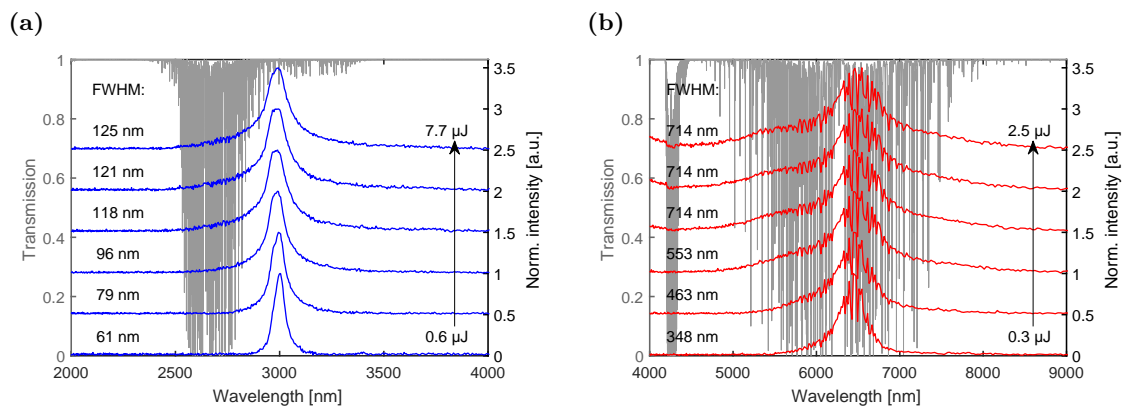 (a)
FWHM:
125 nm
121 nm
118 nm
96 nm
79 nm
61 nm
7.7 µJ
0.6 µJ
1
0.8
0.6
0.4
0.2
0
Transmission
3.5
3
2.5
2
1.5
1
0.5
0
Norm. intensity [a.u.]
2000 2500 3000 3500 4000
Wavelength [nm]
(b)
FWHM:
714 nm
714 nm
714 nm
553 nm
463 nm
348 nm
2.5 µJ
0.3 µJ
1
0.8
0.6
0.4
0.2
0
Transmission
3.5
3
2.5
2
1.5
1
0.5
0
Norm. intensity [a.u.]
4000 5000 6000 7000 8000 9000
Wavelength [nm]